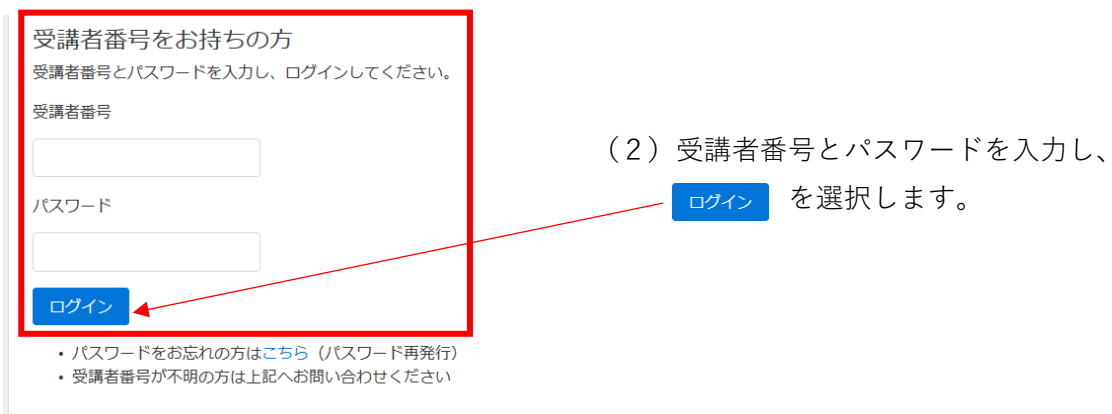 受講者番号をお持ちの方
受講者番号とパスワードを入力し、ログインしてください。
受講者番号
パスワード
ログイン
・パスワードをお忘れの方はこちら（パスワード再発行）
・受講者番号が不明の方は上記へお問い合わせください
（２）受講者番号とパスワードを入力し、
ログイン を選択します。